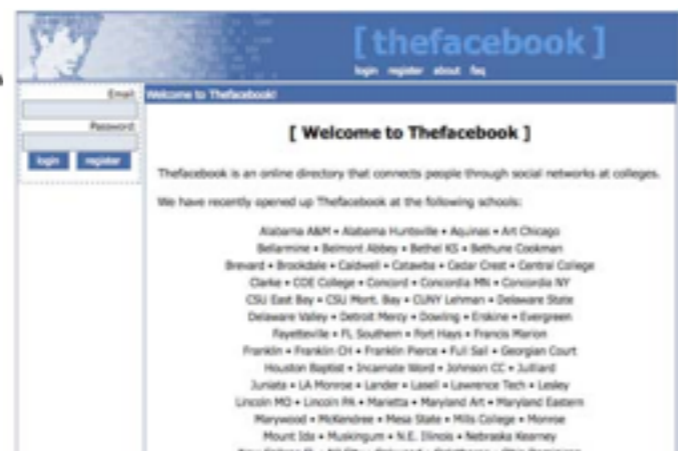 [ thefacebook ]
login register about faq
Email:
Password:
login register
Welcome to Thefacebook!
[ Welcome to Thefacebook ]
Thefacebook is an online directory that connects people through social networks at colleges.
We have recently opened up Thefacebook at the following schools:
Alabama A&M • Alabama Huntsville • Aquinas • Art Chicago
Bellarmine • Belmont Abbey • Bethel KS • Bethune Cookman
Brevard • Brookdale • Caldwell • Catawba • Cedar Crest • Central College
Clarke • COE College • Concord • Concordia MN • Concordia NY
CSU East Bay • CSU Mont. Bay • CUNY Lehman • Delaware State
Delaware Valley • Detroit Mercy • Dowling • Erskine • Evergreen
Fayetteville • FL Southern • Fort Hays • Francis Marion
Franklin • Franklin CH • Franklin Pierce • Full Sail • Georgian Court
Houston Baptist • Incarnate Word • Johnson CC • Juilliard
Juniata • LA Monroe • Lander • Lasell • Lawrence Tech • Lesley
Lincoln MO • Lincoln PA • Marietta • Maryland Art • Maryland Eastern
Marywood • McKendree • Mesa State • Mills College • Monroe
Mount Ida • Muskingum • N.E. Illinois • Nebraska Kearney